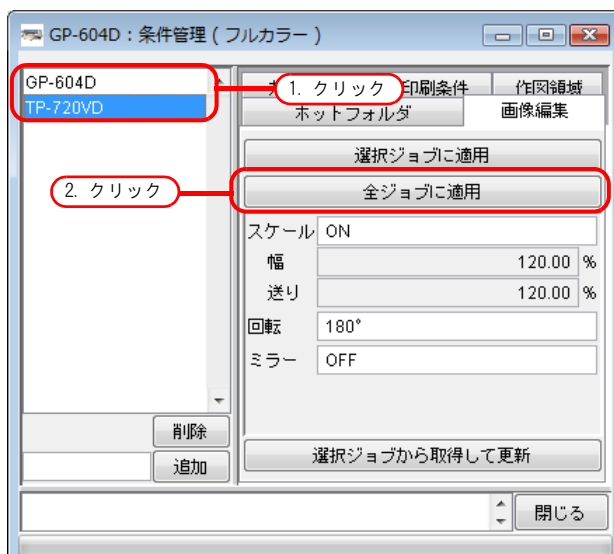 GP-604D：条件管理 ( フルカラー )
GP-604D
TP-720VD
1. クリック
印刷条件
作図領域
ホットフォルダ
画像編集
選択ジョブに適用
2. クリック
全ジョブに適用
スケール ON
幅 120.00 %
送り 120.00 %
回転 180°
ミラー OFF
削除
追加
選択ジョブから取得して更新
閉じる